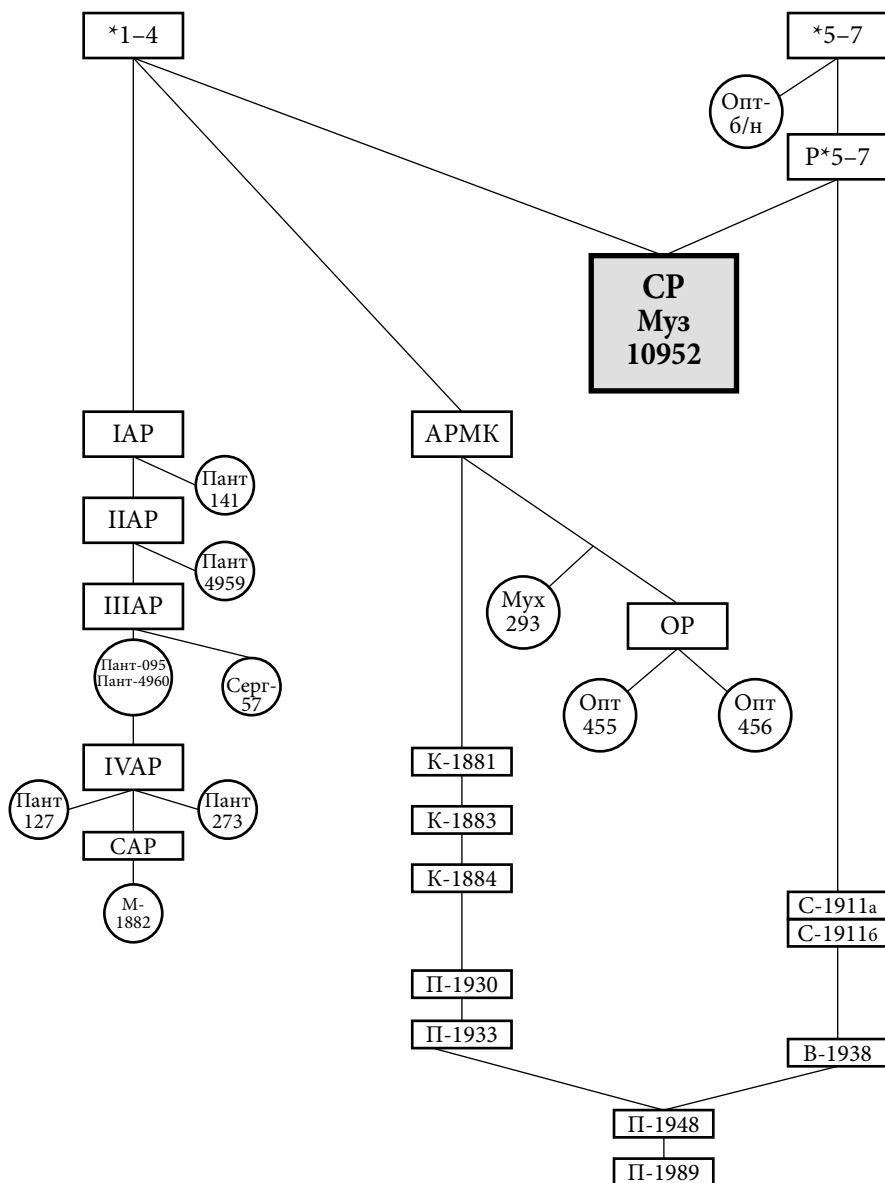 *1–4
*5–7
Опт-
б/н
Р*5–7
СР
Муз
10952
IАР
АРМК
Пант
141
IIАР
Пант
4959
IIIАР
Мух
293
ОР
Пант-095
Пант-4960
Серг-
57
Опт
455
Опт
456
IVАР
К-1881
Пант
127
Пант
273
К-1883
САР
К-1884
М-
1882
С-1911а
С-1911б
П-1930
П-1933
В-1938
П-1948
П-1989